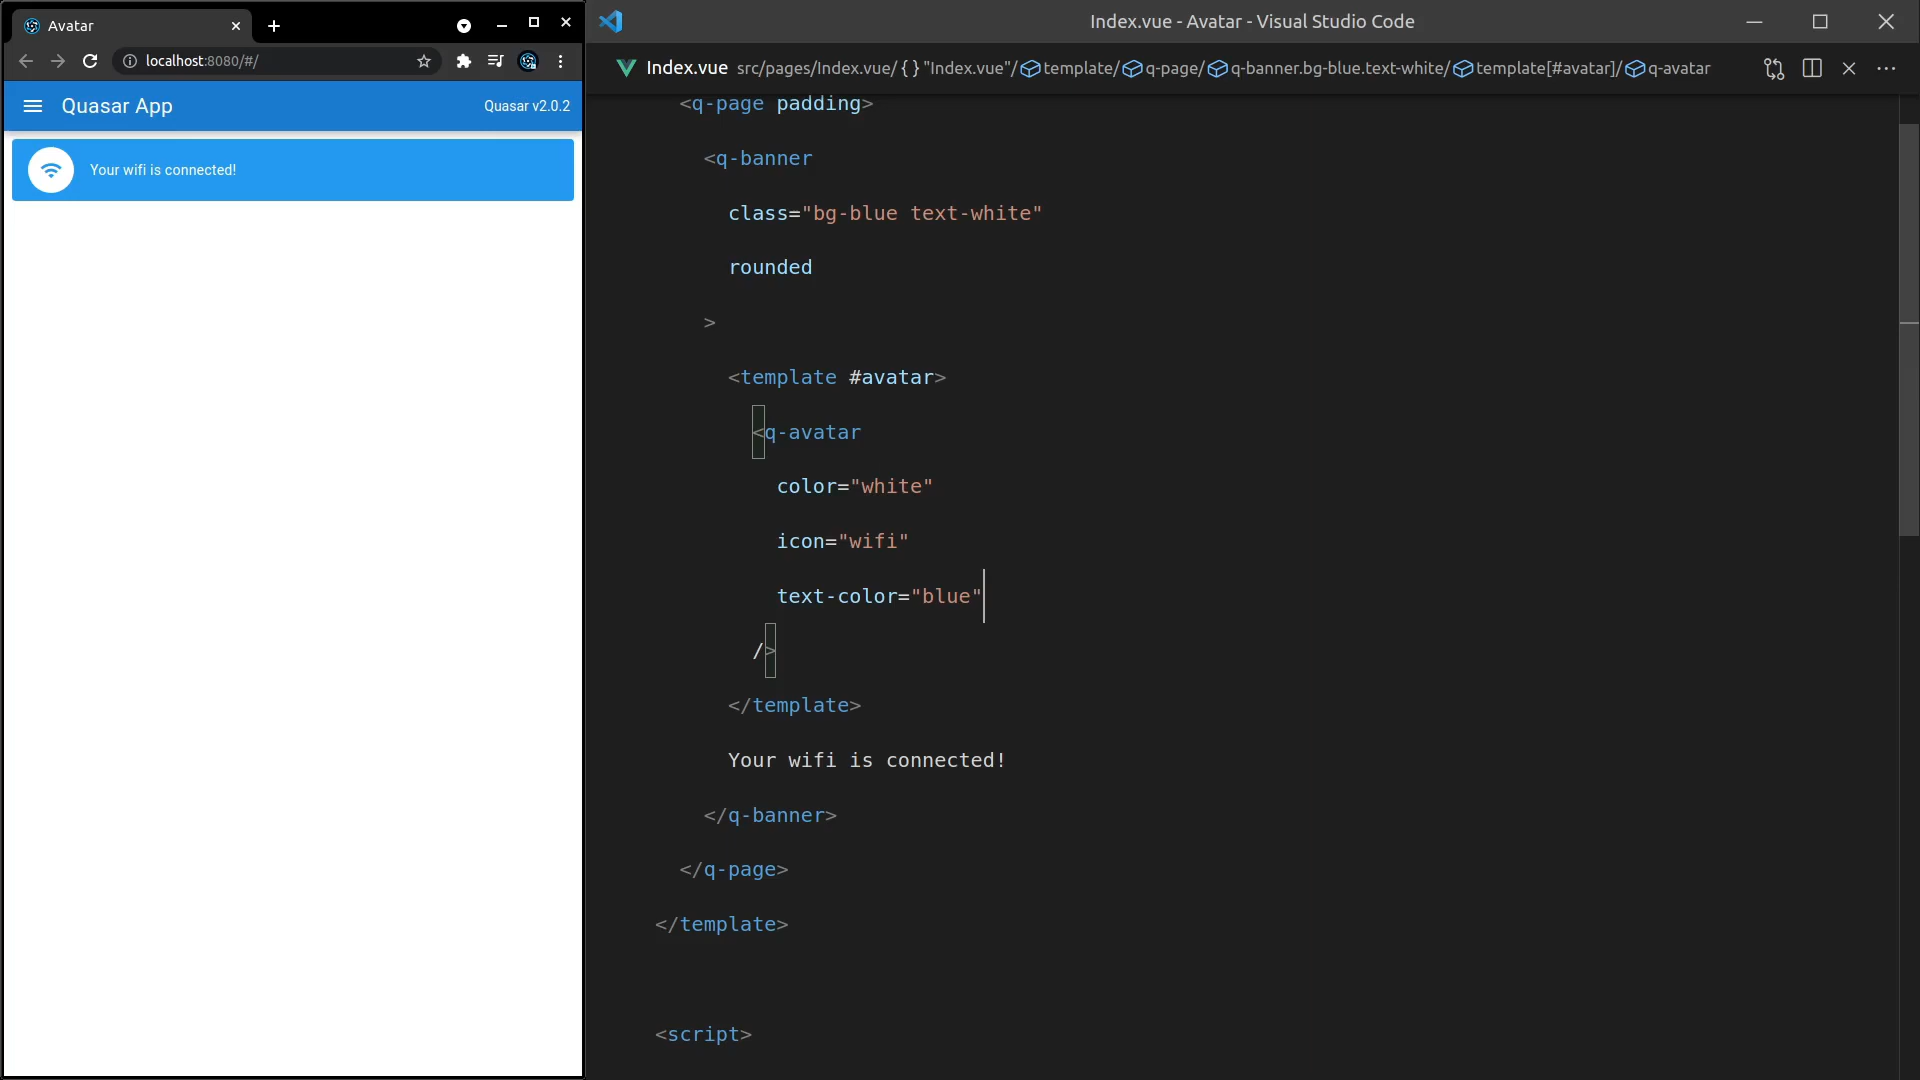 Avatar
localhost:8080/#/
Quasar App
Quasar v2.0.2
Your wifi is connected!
Index.vue - Avatar - Visual Studio Code
Index.vue src/pages/Index.vue/ {} "Index.vue"/ template/ q-page/ q-banner.bg-blue.text-white/ template[#avatar]/ q-avatar
<q-page padding>
<q-banner
class="bg-blue text-white"
rounded
>
<template #avatar>
<q-avatar
color="white"
icon="wifi"
text-color="blue"
/>
</template>
Your wifi is connected!
</q-banner>
</q-page>
</template>
<script>